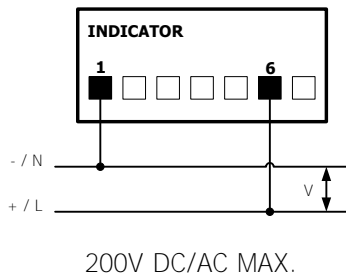 INDICATOR
1 6
- / N
V
+ / L
200V DC/AC MAX.